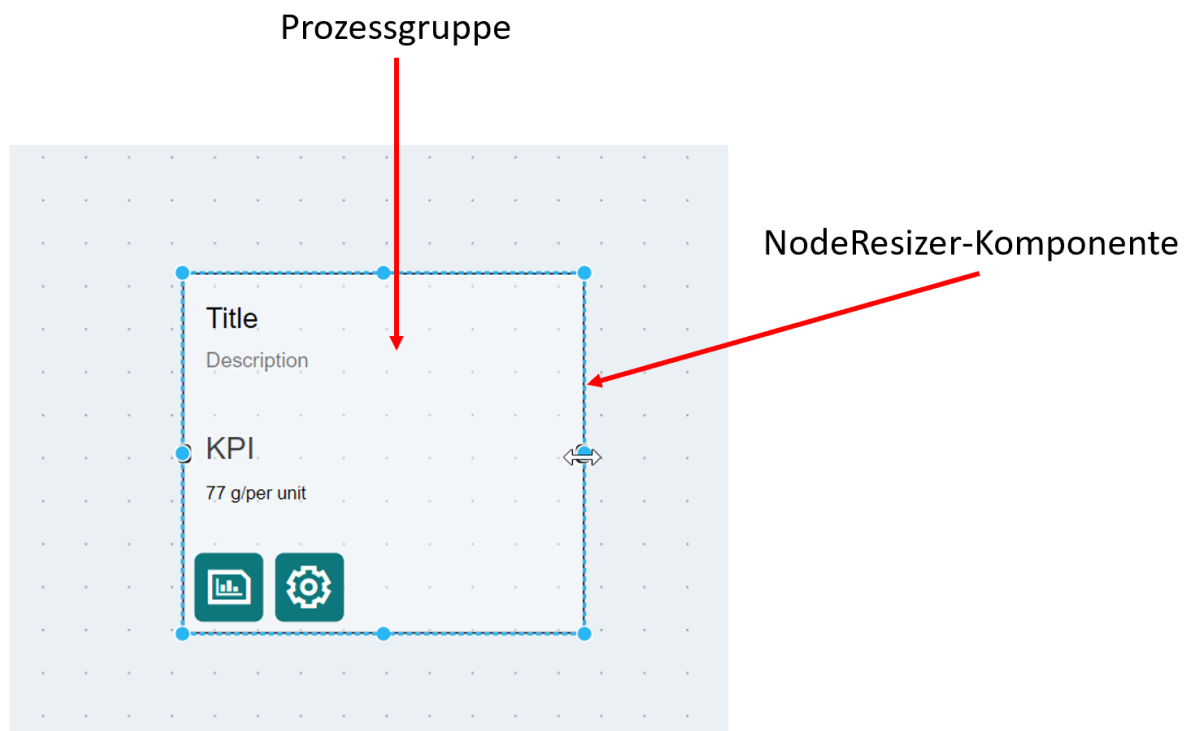 Prozessgruppe
NodeResizer-Komponente
Title
Description
KPI
77 g/per unit